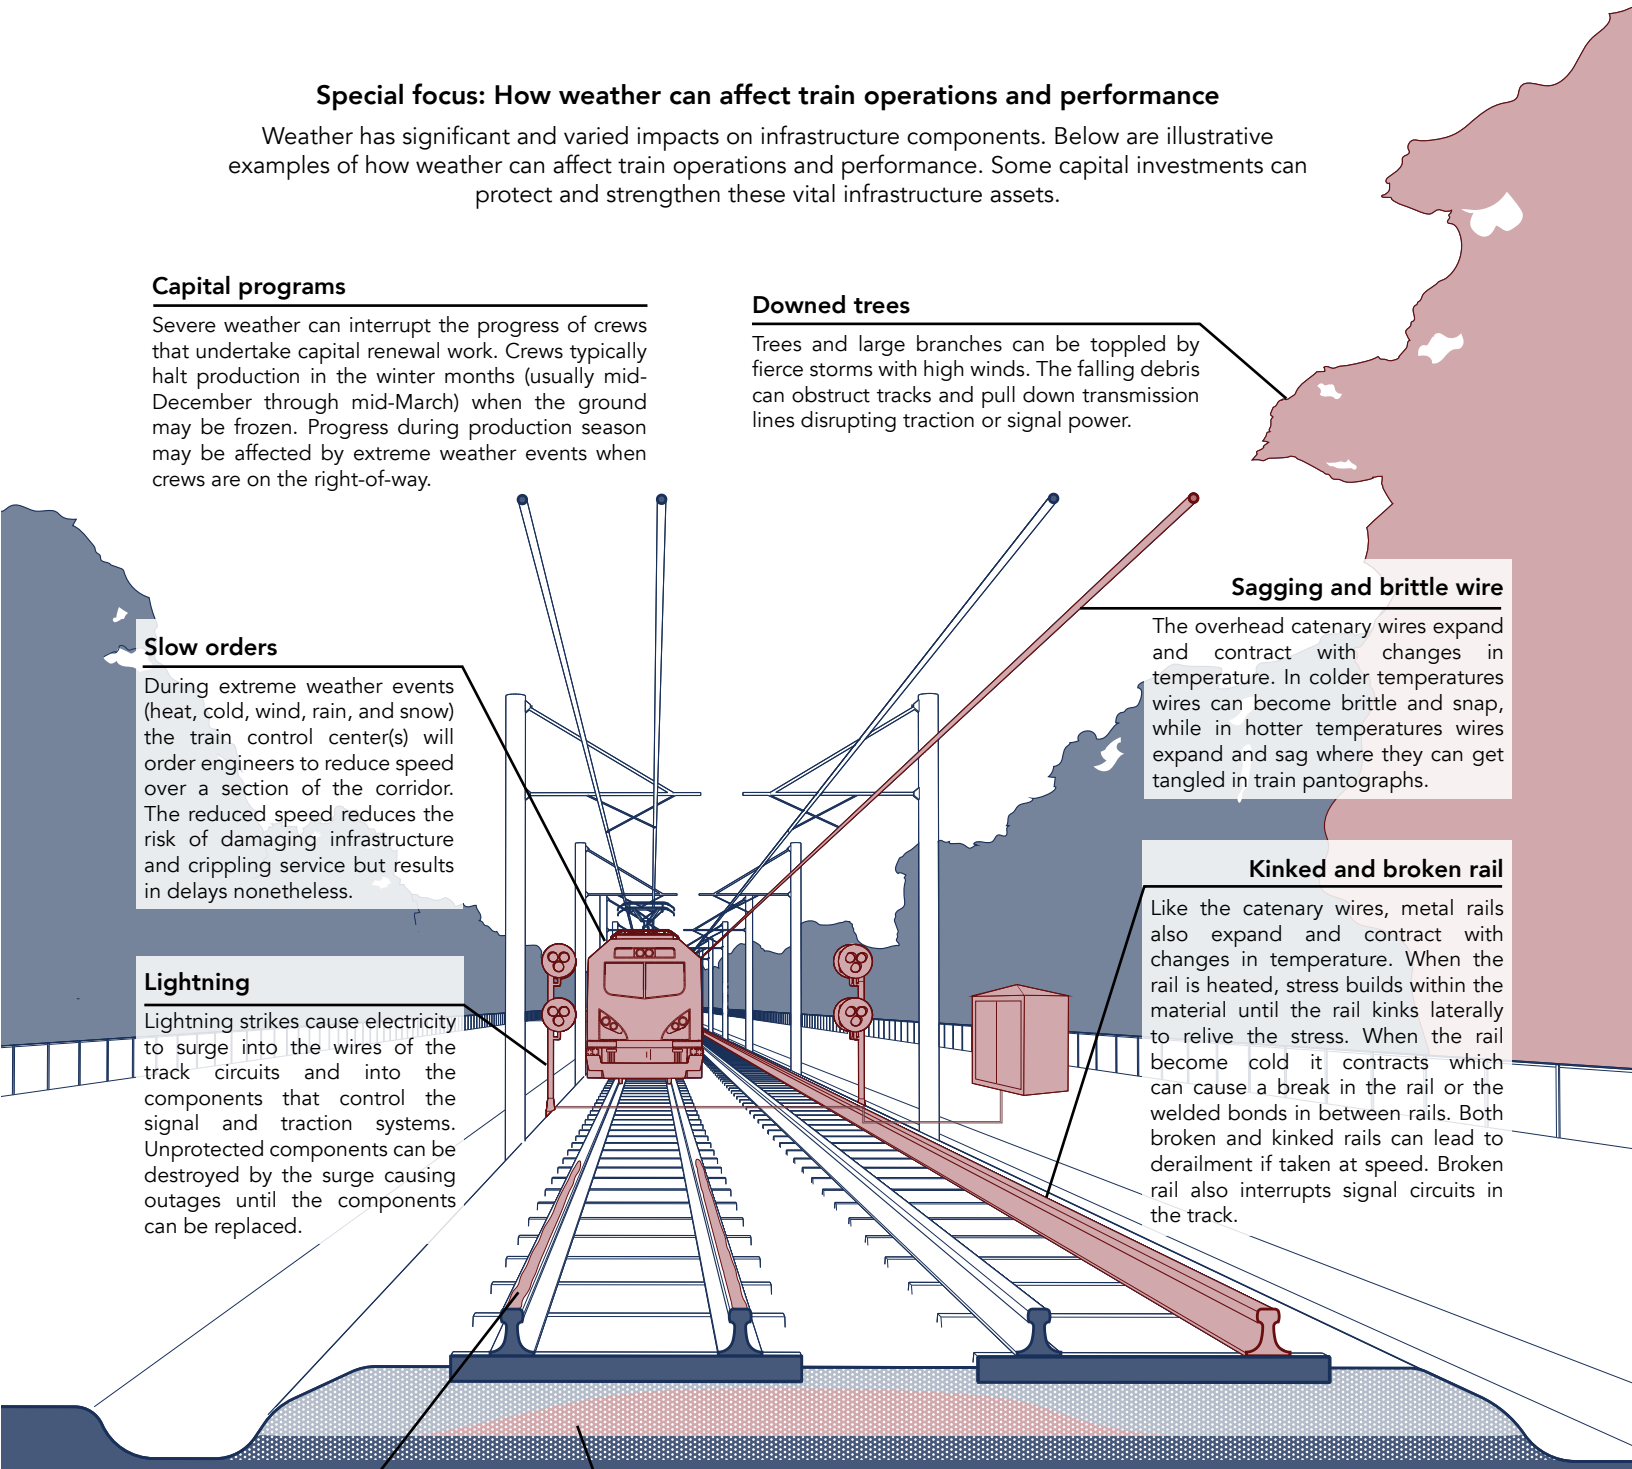 Special focus: How weather can affect train operations and performance
Weather has significant and varied impacts on infrastructure components. Below are illustrative
examples of how weather can affect train operations and performance. Some capital investments can
protect and strengthen these vital infrastructure assets.
Capital programs
Severe weather can interrupt the progress of crews
that undertake capital renewal work. Crews typically
halt production in the winter months (usually mid-
December through mid-March) when the ground
may be frozen. Progress during production season
may be affected by extreme weather events when
crews are on the right-of-way.
Downed trees
Trees and large branches can be toppled by
fierce storms with high winds. The falling debris
can obstruct tracks and pull down transmission
lines disrupting traction or signal power.
Sagging and brittle wire
The overhead catenary wires expand
and contract with changes in
temperature. In colder temperatures
wires can become brittle and snap,
while in hotter temperatures wires
expand and sag where they can get
tangled in train pantographs.
Slow orders
During extreme weather events
(heat, cold, wind, rain, and snow)
the train control center(s) will
order engineers to reduce speed
over a section of the corridor.
The reduced speed reduces the
risk of damaging infrastructure
and crippling service but results
in delays nonetheless.
Kinked and broken rail
Like the catenary wires, metal rails
also expand and contract with
changes in temperature. When the
rail is heated, stress builds within the
material until the rail kinks laterally
to relive the stress. When the rail
become cold it contracts which
can cause a break in the rail or the
welded bonds in between rails. Both
broken and kinked rails can lead to
derailment if taken at speed. Broken
rail also interrupts signal circuits in
the track.
Lightning
Lightning strikes cause electricity
to surge into the wires of the
track circuits and into the
components that control the
signal and traction systems.
Unprotected components can be
destroyed by the surge causing
outages until the components
can be replaced.